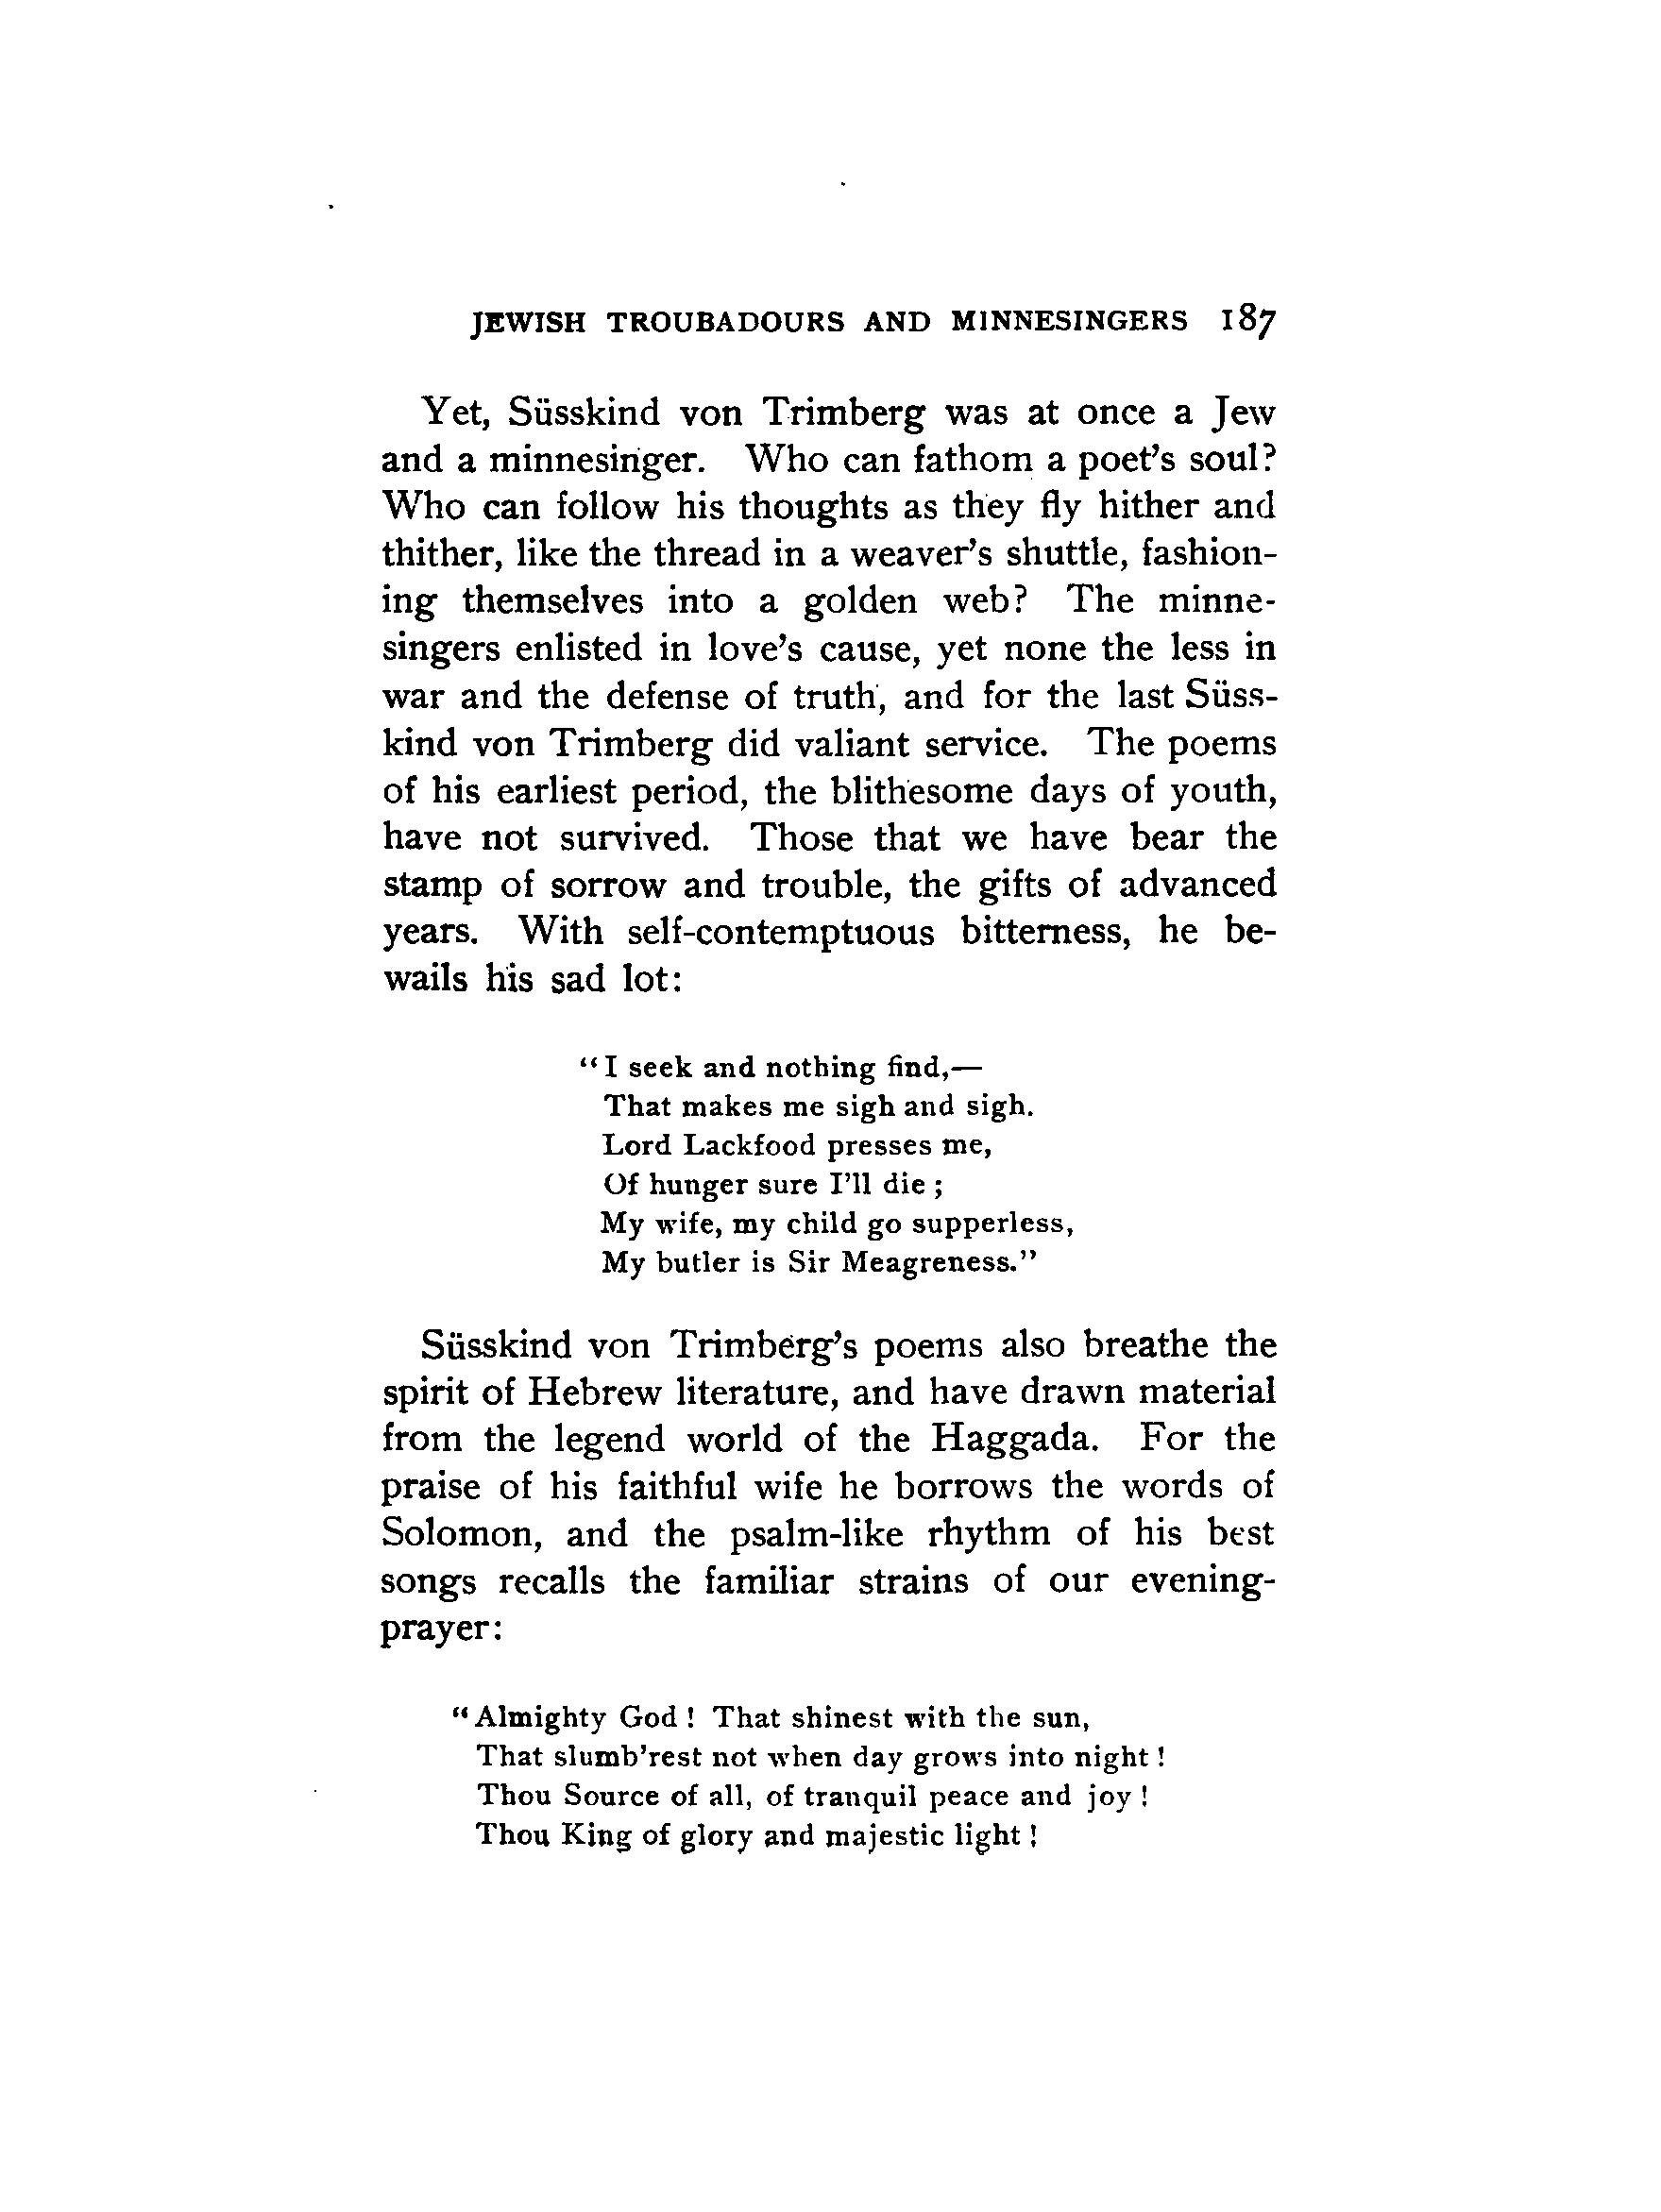 JEWISH TROUBADOURS AND MINNESINGERS 187
Yet, Süsskind von Trimberg was at once a Jew
and a minnesinger. Who can fathom a poet's soul?
Who can follow his thoughts as they fly hither and
thither, like the thread in a weaver's shuttle, fashion-
ing themselves into a golden web? The minne-
singers enlisted in love's cause, yet none the less in
war and the defense of truth, and for the last Süss-
kind von Trimberg did valiant service. The poems
of his earliest period, the blithesome days of youth,
have not survived. Those that we have bear the
stamp of sorrow and trouble, the gifts of advanced
years. With self-contemptuous bitterness, he be-
wails his sad lot:
"I seek and nothing find,—
That makes me sigh and sigh.
Lord Lackfood presses me,
Of hunger sure I'll die ;
My wife, my child go supperless,
My butler is Sir Meagreness."
Süsskind von Trimberg's poems also breathe the
spirit of Hebrew literature, and have drawn material
from the legend world of the Haggada. For the
praise of his faithful wife he borrows the words of
Solomon, and the psalm-like rhythm of his best
songs recalls the familiar strains of our evening-
prayer:
"Almighty God ! That shinest with the sun,
That slumb'rest not when day grows into night !
Thou Source of all, of tranquil peace and joy !
Thou King of glory and majestic light !